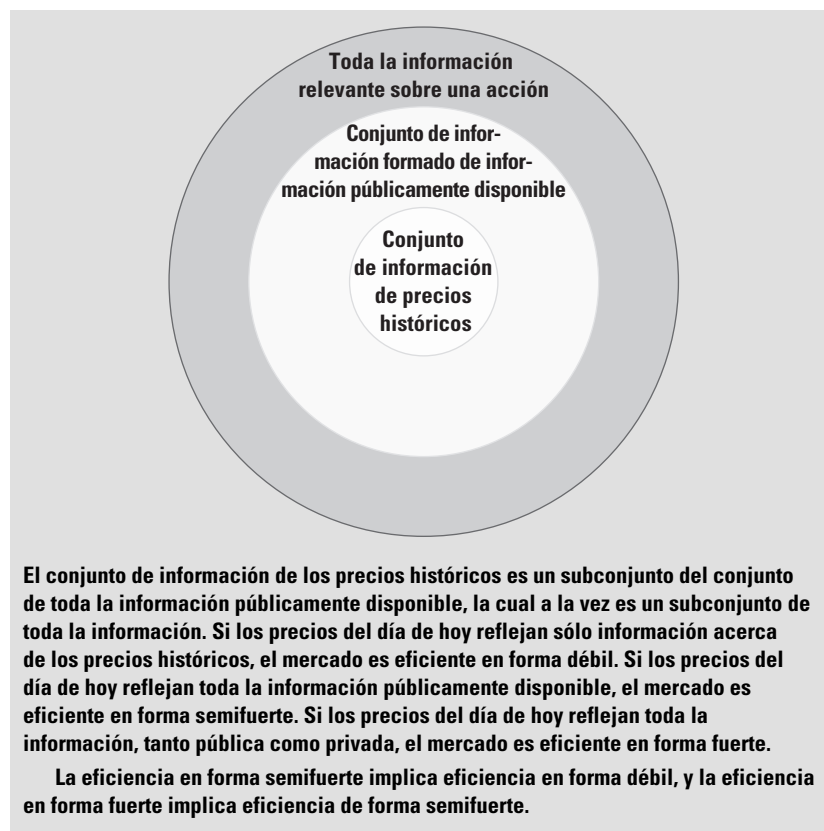 Toda la información
relevante sobre una acción
Conjunto de infor-
mación formado de infor-
mación públicamente disponible
Conjunto
de información
de precios
históricos
El conjunto de información de los precios históricos es un subconjunto del conjunto
de toda la información públicamente disponible, la cual a la vez es un subconjunto de
toda la información. Si los precios del día de hoy reflejan sólo información acerca
de los precios históricos, el mercado es eficiente en forma débil. Si los precios del
día de hoy reflejan toda la información públicamente disponible, el mercado es
eficiente en forma semifuerte. Si los precios del día de hoy reflejan toda la
información, tanto pública como privada, el mercado es eficiente en forma fuerte.
La eficiencia en forma semifuerte implica eficiencia en forma débil, y la eficiencia
en forma fuerte implica eficiencia de forma semifuerte.